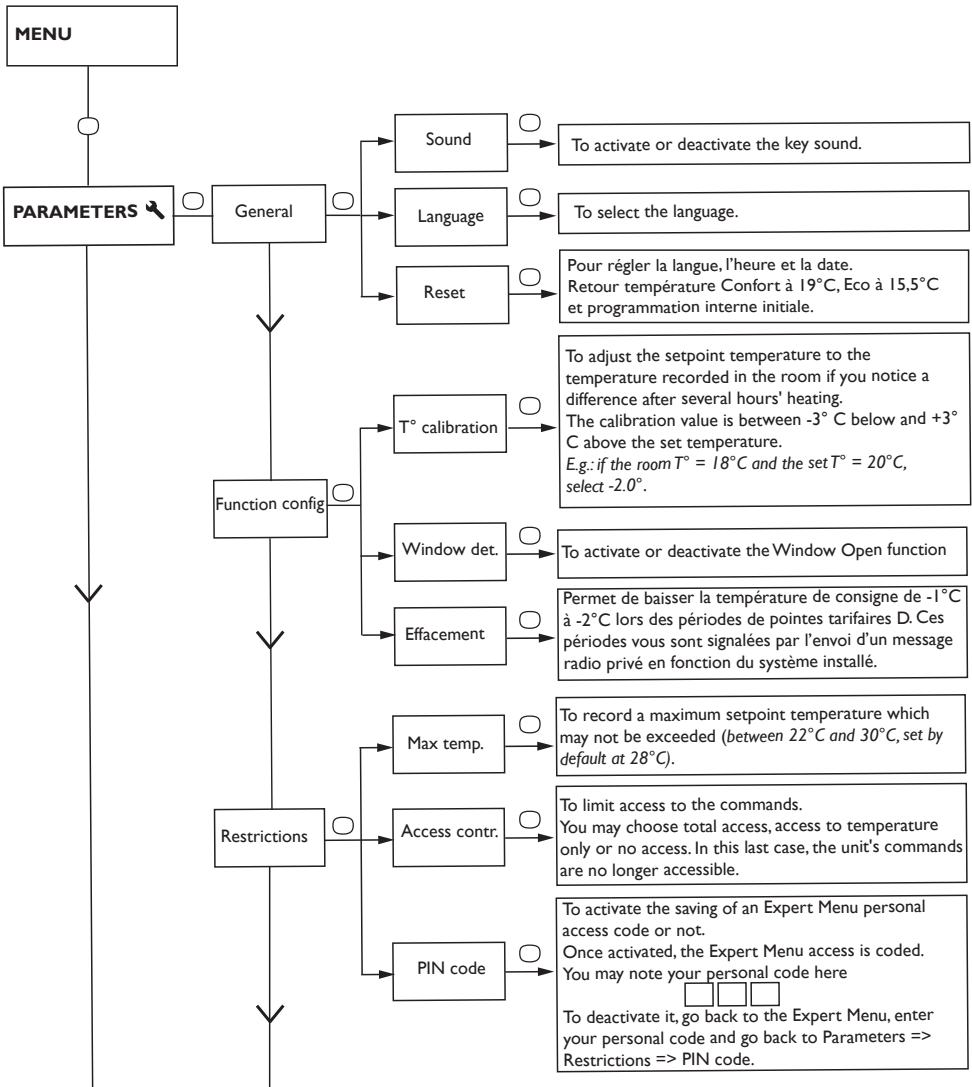 MENU
PARAMETERS
General
Sound
To activate or deactivate the key sound.
Language
To select the language.
Reset
Pour régler la langue, l'heure et la date.
Retour température Confort à 19°C, Eco à 15,5°C
et programmation interne initiale.
Function config
T° calibration
To adjust the setpoint temperature to the
temperature recorded in the room if you notice a
difference after several hours' heating.
The calibration value is between -3° C below and +3°
C above the set temperature.
E.g.: if the room T° = 18°C and the set T° = 20°C,
select -2.0°.
Window det.
To activate or deactivate the Window Open function
Effacement
Permet de baisser la température de consigne de -1°C
à -2°C lors des périodes de pointes tarifaires D. Ces
périodes vous sont signalées par l'envoi d'un message
radio privé en fonction du système installé.
Restrictions
Max temp.
To record a maximum setpoint temperature which
may not be exceeded (between 22°C and 30°C, set by
default at 28°C).
Access contr.
To limit access to the commands.
You may choose total access, access to temperature
only or no access. In this last case, the unit's commands
are no longer accessible.
PIN code
To activate the saving of an Expert Menu personal
access code or not.
Once activated, the Expert Menu access is coded.
You may note your personal code here
To deactivate it, go back to the Expert Menu, enter
your personal code and go back to Parameters =>
Restrictions => PIN code.